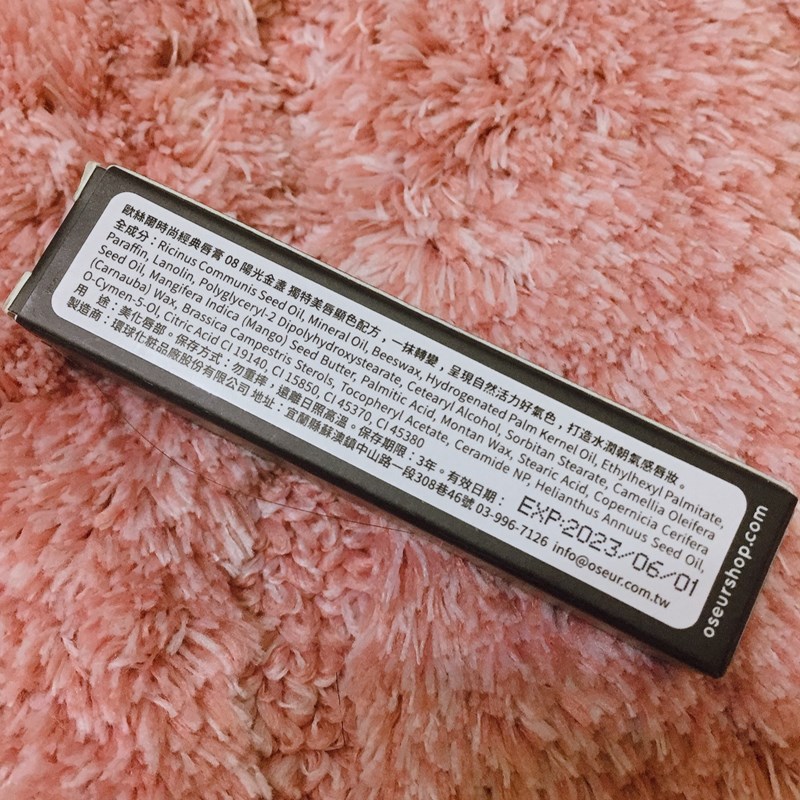 歐絲爾時尚經典唇膏 08 陽光金盞 獨特美唇顯色配方，一抹轉變，呈現自然活力好氣色，打造水潤朝氣感唇妝。
全成分：Ricinus Communis Seed Oil, Mineral Oil, Beeswax, Hydrogenated Palm Kernel Oil, Ethylhexyl Palmitate,
Paraffin, Lanolin, Polyglyceryl-2 Dipolyhydroxystearate, Cetearyl Alcohol, Sorbitan Stearate, Camellia Oleifera
Seed Oil, Mangifera Indica (Mango) Seed Butter, Palmitic Acid, Montan Wax, Stearic Acid, Copernicia Cerifera
(Carnauba) Wax, Brassica Campestris Sterols, Tocopheryl Acetate, Ceramide NP, Helianthus Annuus Seed Oil,
O-Cymen-5-Ol, Citric Acid CI 19140, CI 15850, CI 45370, CI 45380
用　途：美化唇部。保存方式：勿重摔，遠離日照高溫。保存期限：3年。有效日期：EXP:2023/06/01
製造商：環球化粧品廠股份有限公司 地址：宜蘭縣蘇澳鎮中山路一段308巷46號 03-996-7126 info@oseur.com.tw
oseurshop.com